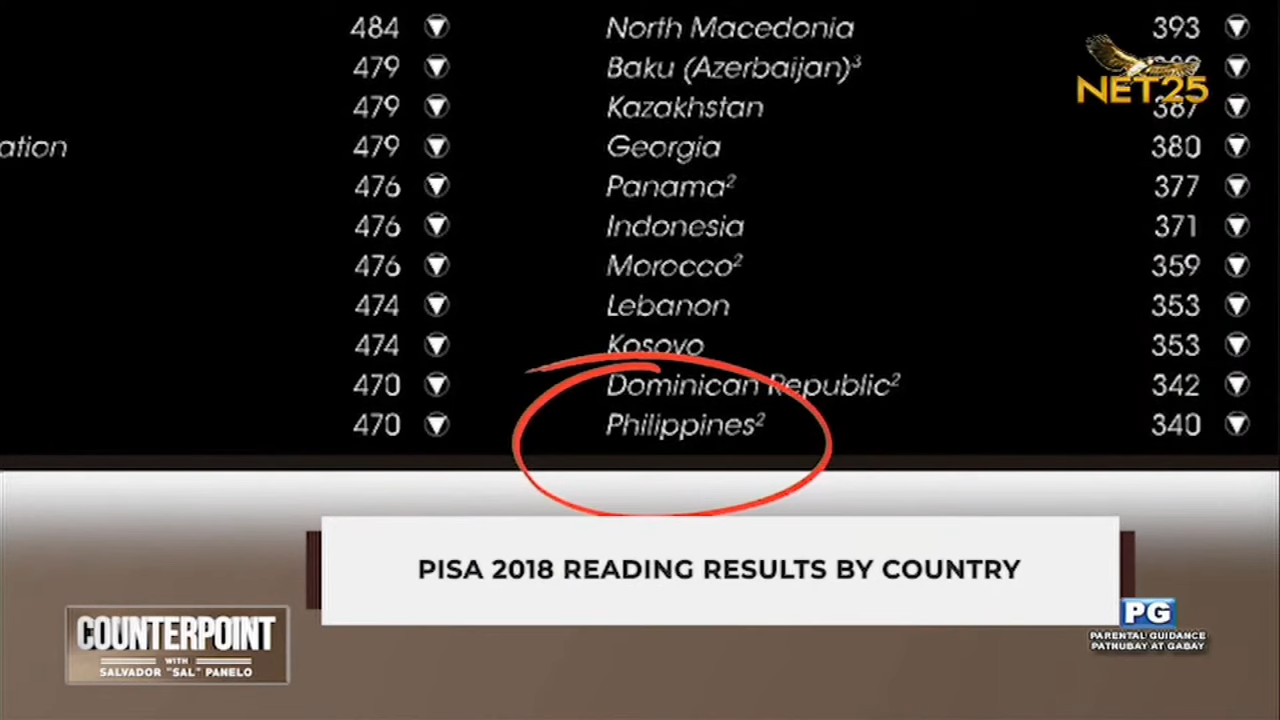 484 North Macedonia 393
479 Baku (Azerbaijan)³
479 Kazakhstan 387
ation 479 Georgia 380
476 Panama² 377
476 Indonesia 371
476 Morocco² 359
474 Lebanon 353
474 Kosovo 353
470 Dominican Republic² 342
470 Philippines² 340
NET25
PISA 2018 READING RESULTS BY COUNTRY
COUNTERPOINT
WITH
SALVADOR "SAL" PANELO
PG
PARENTAL GUIDANCE
PATNUBAY AT GABAY